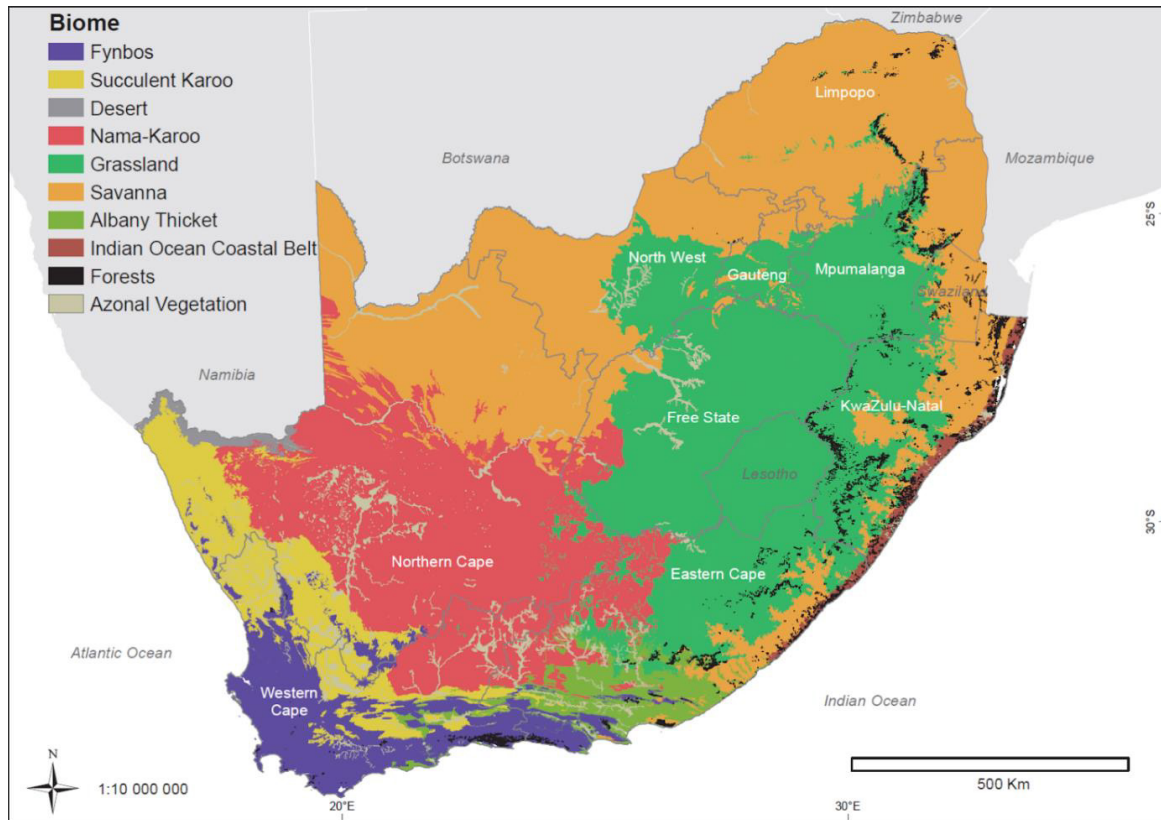 Biome
Fynbos
Succulent Karoo
Desert
Nama-Karoo
Grassland
Savanna
Albany Thicket
Indian Ocean Coastal Belt
Forests
Azonal Vegetation
Zimbabwe
Limpopo
Botswana
Mozambique
25°S
North West
Gauteng
Mpumalanga
Swaziland
Namibia
Free State
KwaZulu-Natal
Lesotho
30°S
Northern Cape
Eastern Cape
Atlantic Ocean
Western
Cape
Indian Ocean
N
1:10 000 000
500 Km
20°E
30°E